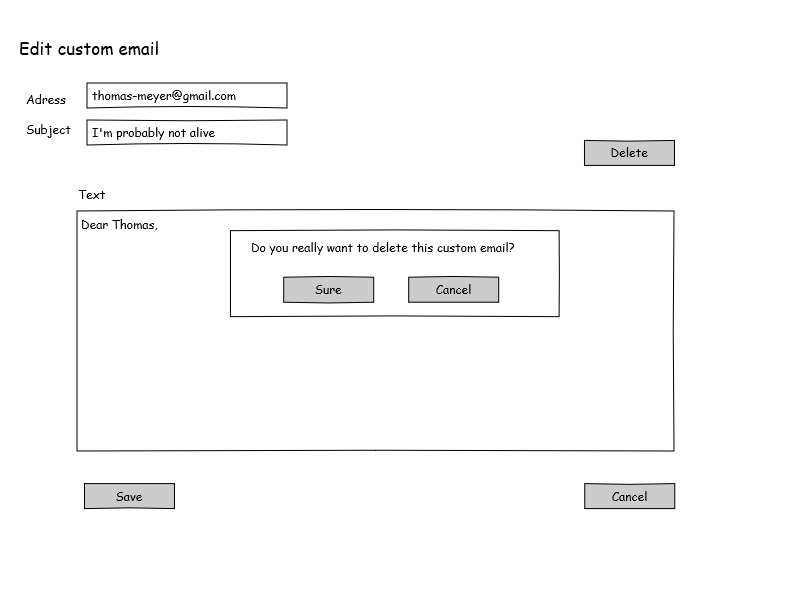 Edit custom email
Adress
thomas-meyer@gmail.com
Subject
I'm probably not alive
Delete
Text
Dear Thomas,
Do you really want to delete this custom email?
Sure
Cancel
Save
Cancel